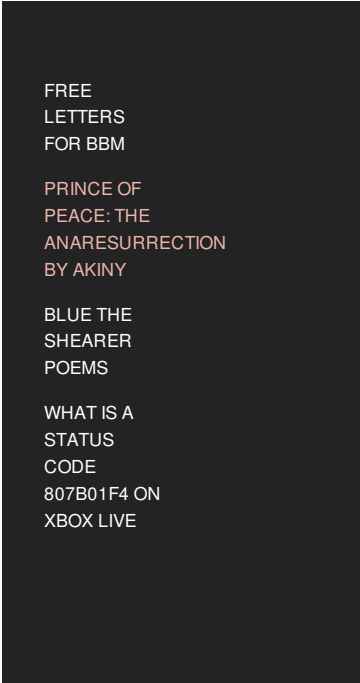 FREE
LETTERS
FOR BBM
PRINCE OF
PEACE: THE
ANARESURRECTION
BY AKINY
BLUE THE
SHEARER
POEMS
WHAT IS A
STATUS
CODE
807B01F4 ON
XBOX LIVE